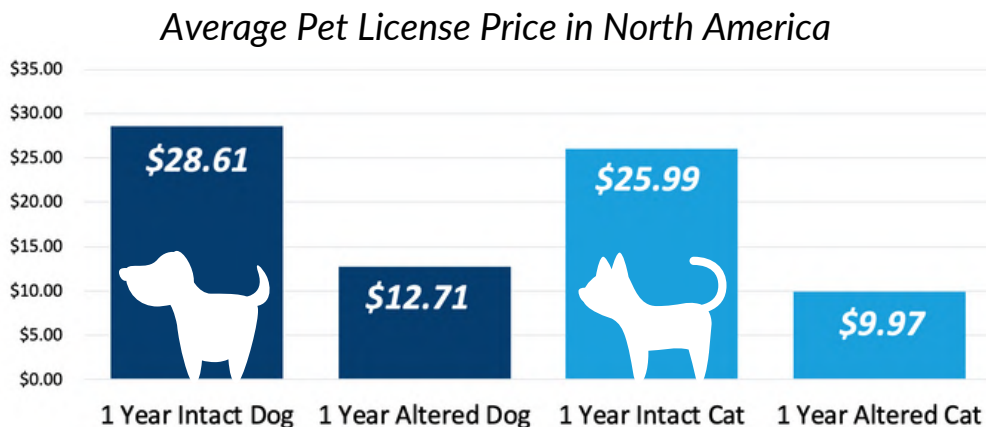 Average Pet License Price in North America
$35.00
$30.00
$25.00
$20.00
$15.00
$10.00
$5.00
$0.00
$28.61
$12.71
$25.99
$9.97
1 Year Intact Dog
1 Year Altered Dog
1 Year Intact Cat
1 Year Altered Cat